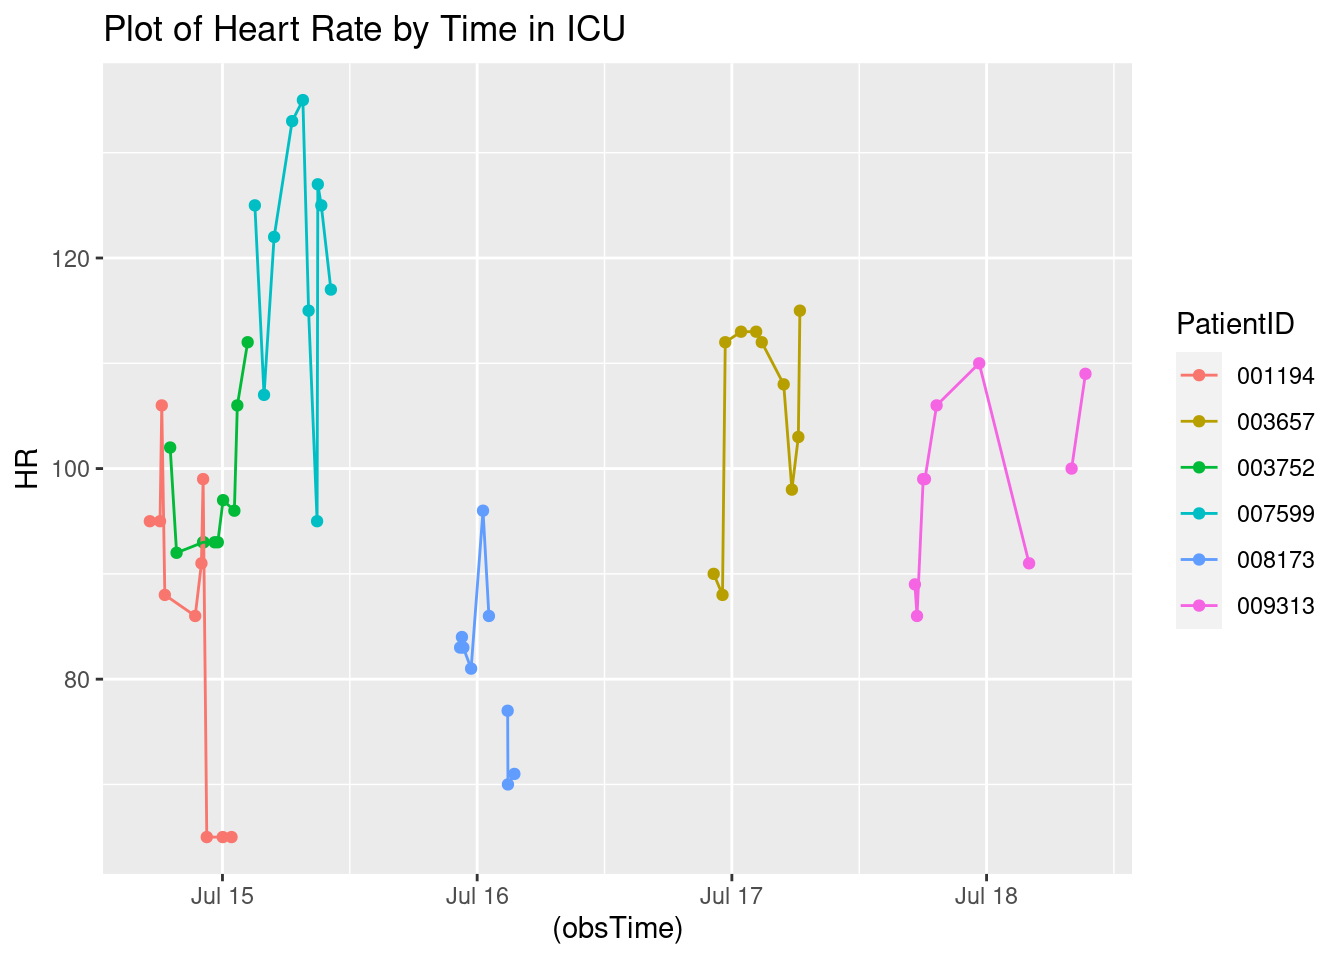 Plot of Heart Rate by Time in ICU
HR
120
100
80
Jul 15
Jul 16
Jul 17
Jul 18
(obsTime)
PatientID
001194
003657
003752
007599
008173
009313